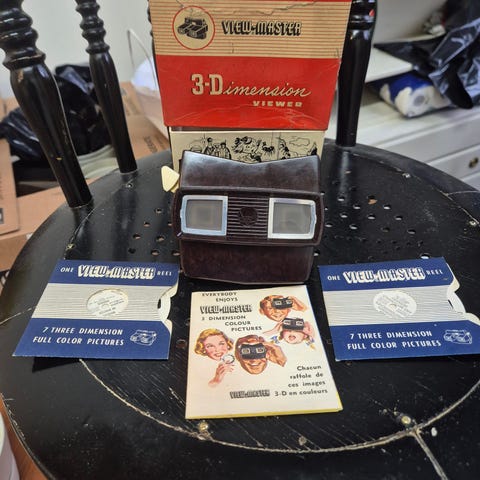 VIEW-MASTER
3-Dimension
VIEWER
ONE VIEW-MASTER REEL
7 THREE DIMENSION
FULL COLOR PICTURES
EVERYBODY
ENJOYS
VIEW-MASTER
3 DIMENSION
COLOUR
PICTURES
Chacun
raffole de
ces images
3-D en couleurs
VIEW-MASTER
ONE VIEW-MASTER REEL
7 THREE DIMENSION
FULL COLOR PICTURES